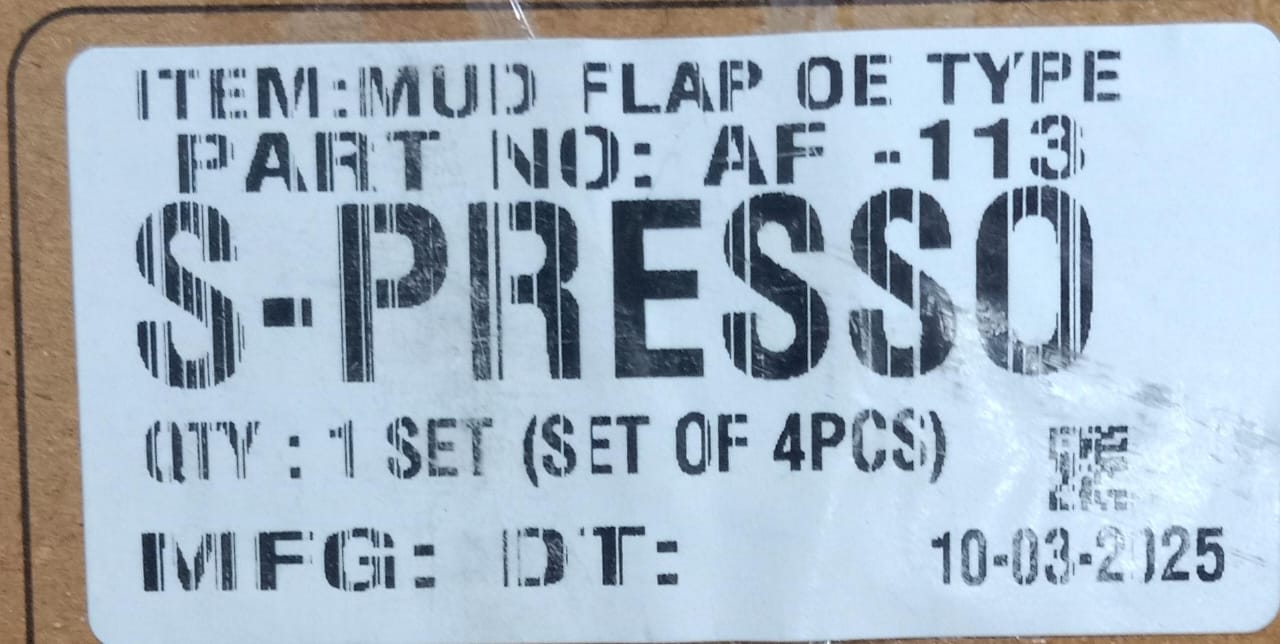 ITEM:MUD FLAP OE TYPE
PART NO: AF -113
S-PRESSO
QTY : 1 SET (SET OF 4PCS)
MFG: DT: 10-03-2025